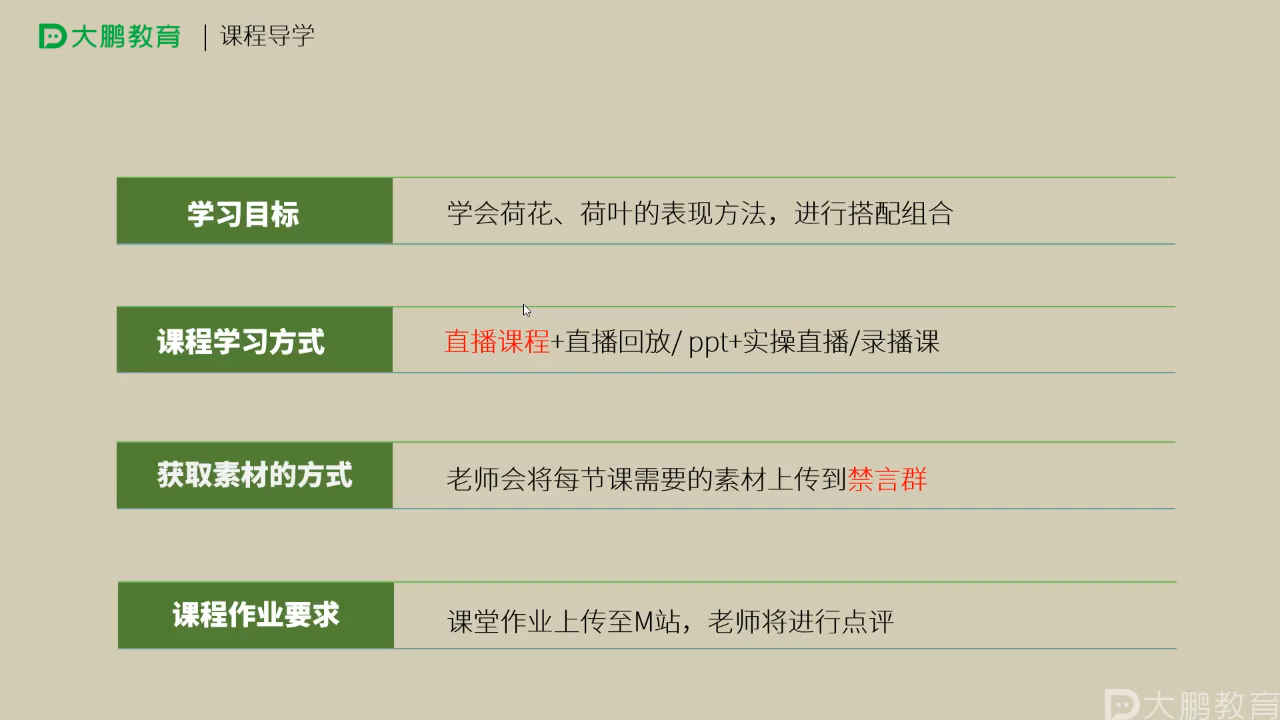 大鹏教育 | 课程导学
学习目标 学会荷花、荷叶的表现方法，进行搭配组合
课程学习方式 直播课程+直播回放/ ppt+实操直播/录播课
获取素材的方式 老师会将每节课需要的素材上传到禁言群
课程作业要求 课堂作业上传至M站，老师将进行点评
大鹏教育